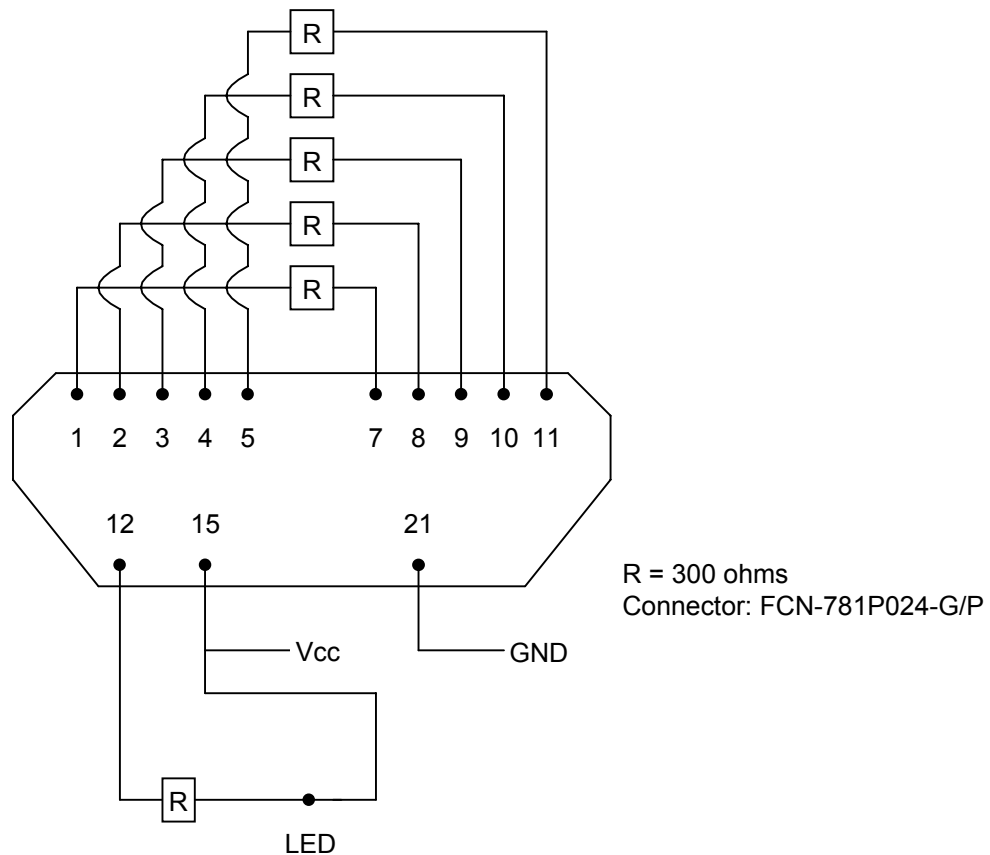 R
R
R
R
R
1 2 3 4 5 7 8 9 10 11
12 15 21
R = 300 ohms
Connector: FCN-781P024-G/P
Vcc GND
R
LED